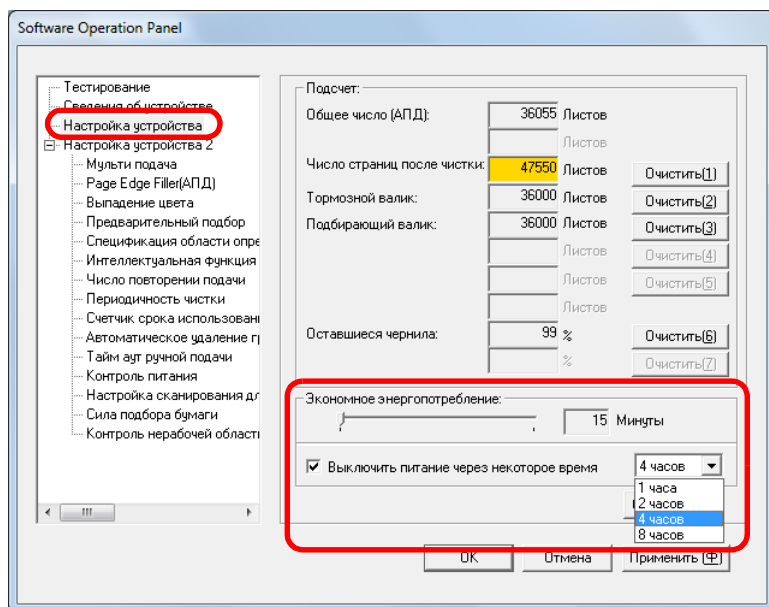 Software Operation Panel
Тестирование
Сведения об устройстве
Настройка устройства
Настройка устройства 2
Мульти подача
Page Edge Filler(АПД)
Выпадение цвета
Предварительный подбор
Спецификация области опре
Интеллектуальная функция
Число повторении подачи
Периодичность чистки
Счетчик срока использован
Автоматическое удаление г
Тайм аут ручной подачи
Контроль питания
Настройка сканирования дл
Сила подбора бумаги
Контроль нерабочей област
Подсчет:
Общее число (АПД): 36055 Листов
Листов
Число страниц после чистки: 47550 Листов Очистить(1)
Тормозной валик: 36000 Листов Очистить(2)
Подбирающий валик: 36000 Листов Очистить(3)
Листов Очистить(4)
Листов Очистить(5)
Листов
Оставшиеся чернила: 99 % Очистить(6)
% Очистить(7)
Экономное энергопотребление:
15 Минуты
Выключить питание через некоторое время 4 часов
1 часа
2 часов
4 часов
8 часов
OK Отмена Применить (Ф)